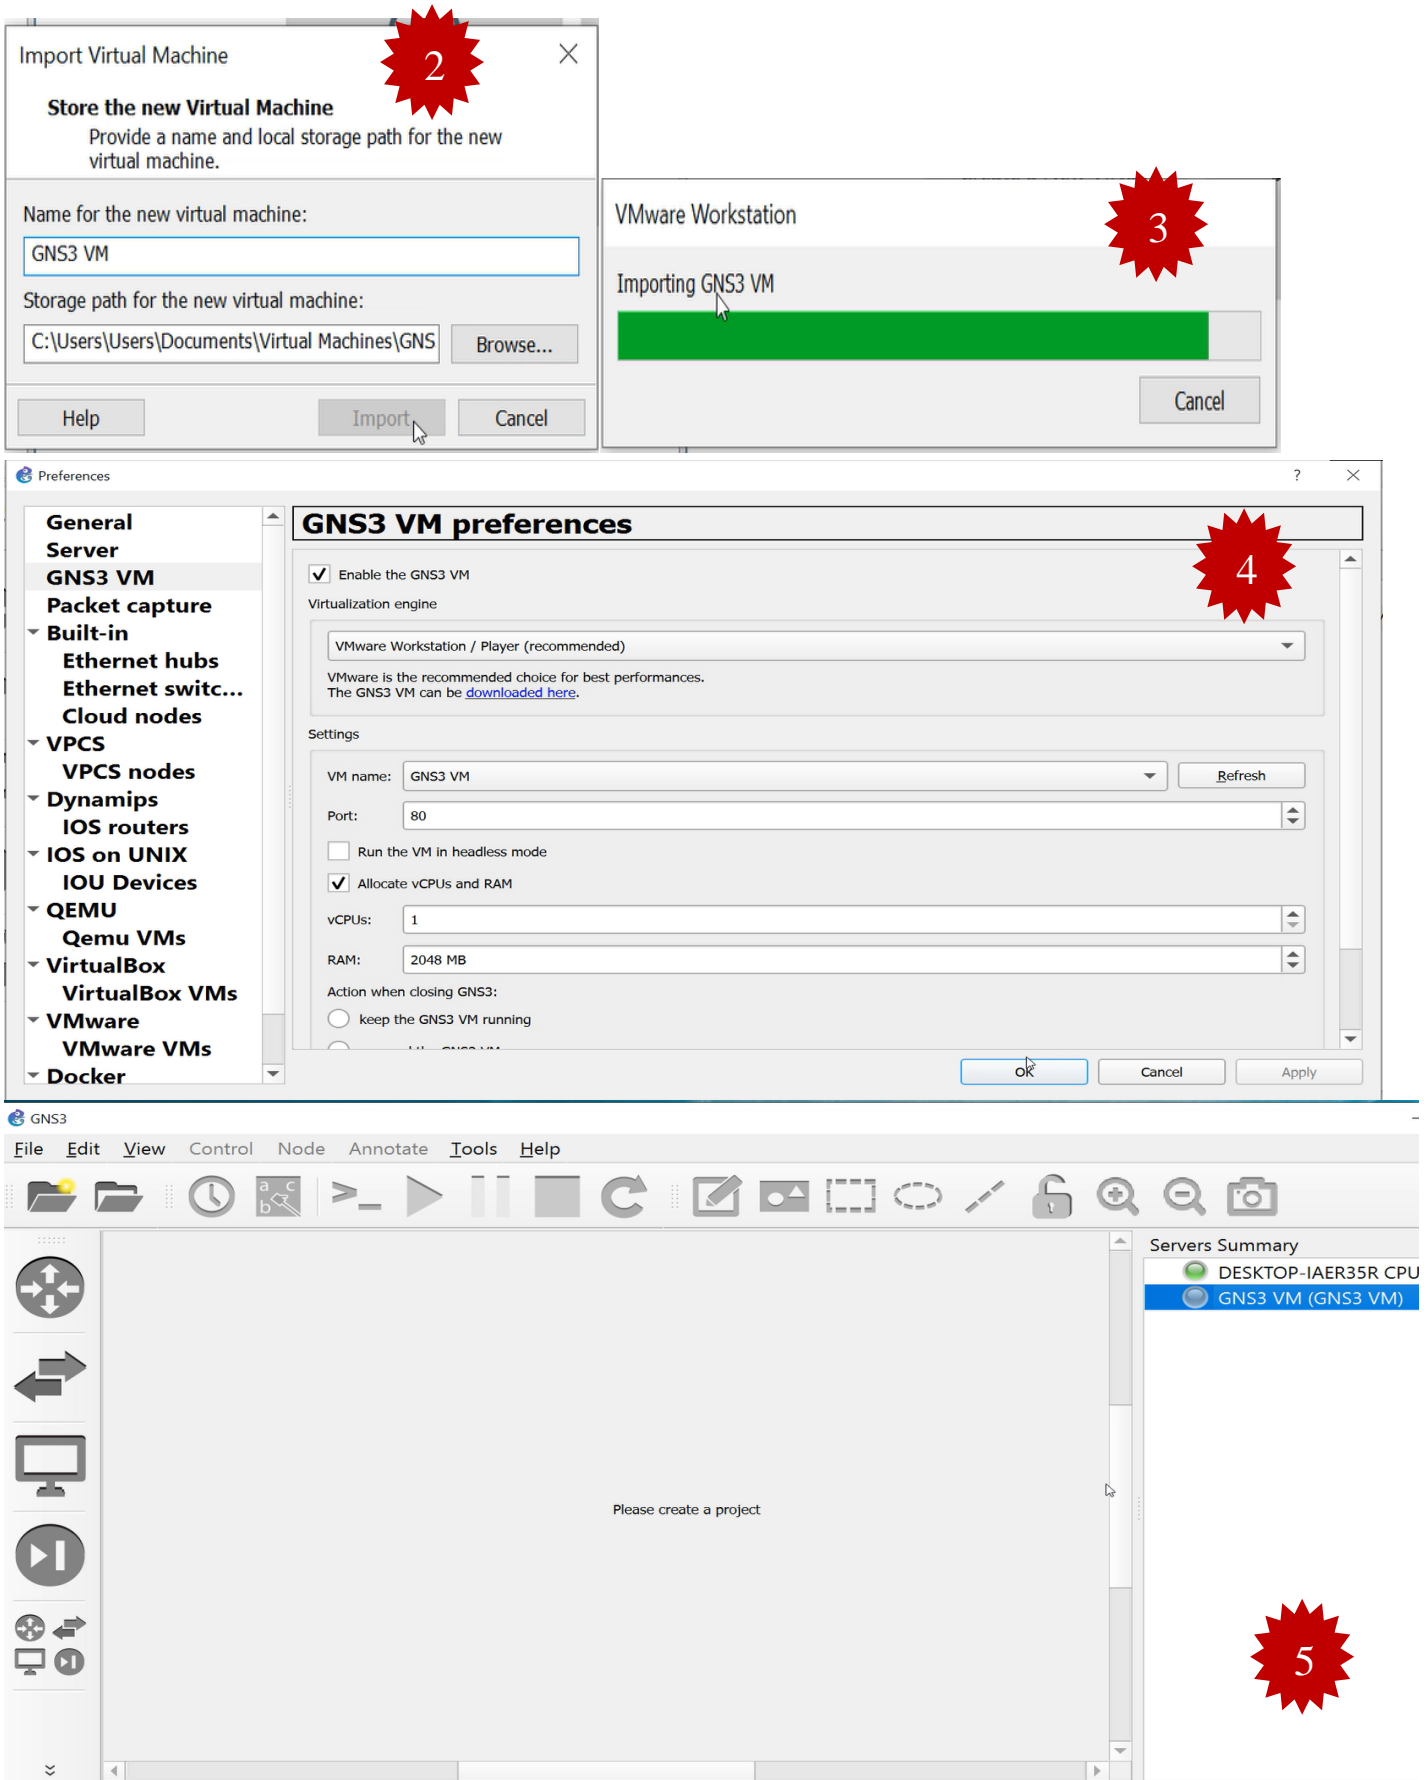 2
Import Virtual Machine
Store the new Virtual Machine
Provide a name and local storage path for the new
virtual machine.
Name for the new virtual machine:
GNS3 VM
Storage path for the new virtual machine:
C:\Users\Users\Documents\Virtual Machines\GNS
Browse...
Help
Import
Cancel
3
VMware Workstation
Importing GNS3 VM
Cancel
Preferences
?
General
Server
GNS3 VM
Packet capture
Built-in
Ethernet hubs
Ethernet switc...
Cloud nodes
VPCS
VPCS nodes
Dynamips
IOS routers
IOS on UNIX
IOU Devices
QEMU
Qemu VMs
VirtualBox
VirtualBox VMs
VMware
VMware VMs
Docker
GNS3 VM preferences
4
Enable the GNS3 VM
Virtualization engine
VMware Workstation / Player (recommended)
VMware is the recommended choice for best performances.
The GNS3 VM can be downloaded here.
Settings
VM name: GNS3 VM Refresh
Port: 80
Run the VM in headless mode
Allocate vCPUs and RAM
vCPUs: 1
RAM: 2048 MB
Action when closing GNS3:
keep the GNS3 VM running
OK Cancel Apply
GNS3
File Edit View Control Node Annotate Tools Help
Servers Summary
DESKTOP-IAER35R CPU
GNS3 VM (GNS3 VM)
Please create a project
5